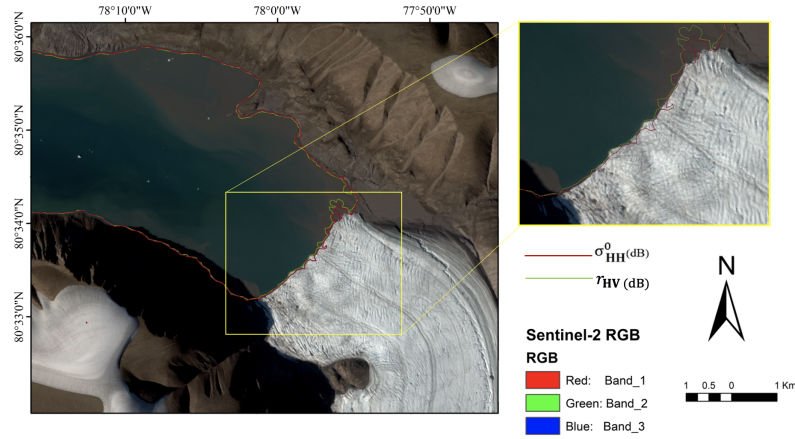 78°10'0"W
78°0'0"W
77°50'0"W
80°36'0"N
80°35'0"N
80°34'0"N
80°33'0"N
σ⁰HH(dB)
rHV (dB)
N
Sentinel-2 RGB
RGB
Red: Band_1
Green: Band_2
Blue: Band_3
1 0.5 0 1 Km